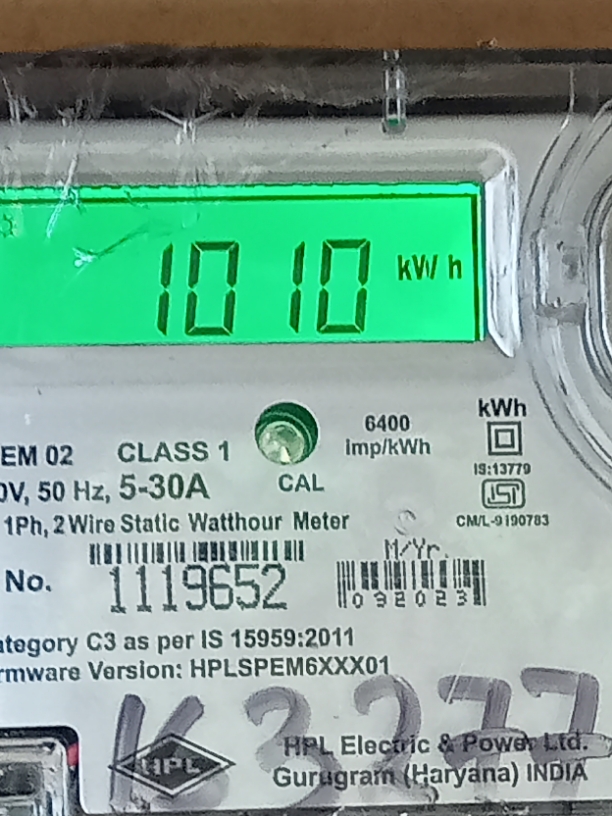 1010 kWh
EM 02 CLASS 1
6400
imp/kWh
kWh
0V, 50 Hz, 5-30A
CAL
IS:13779
ISI
1Ph, 2 Wire Static Watthour Meter
CM/L-9190783
M/Yr.
No. 1119652
092023
ategory C3 as per IS 15959:2011
rmware Version: HPLSPEM6XXX01
K3277
HPL
HPL Electric & Power Ltd.
Gurugram (Haryana) INDIA